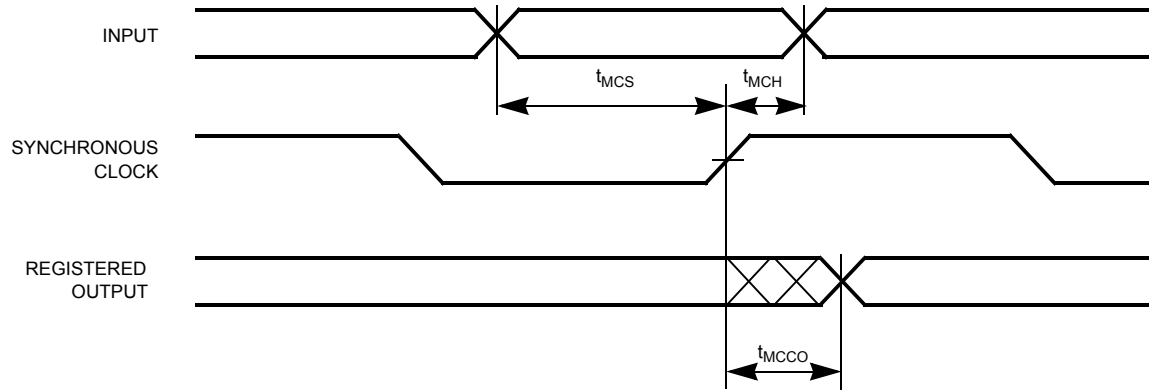 INPUT
tMCS
tMCH
SYNCHRONOUS
CLOCK
REGISTERED
OUTPUT
tMCCO